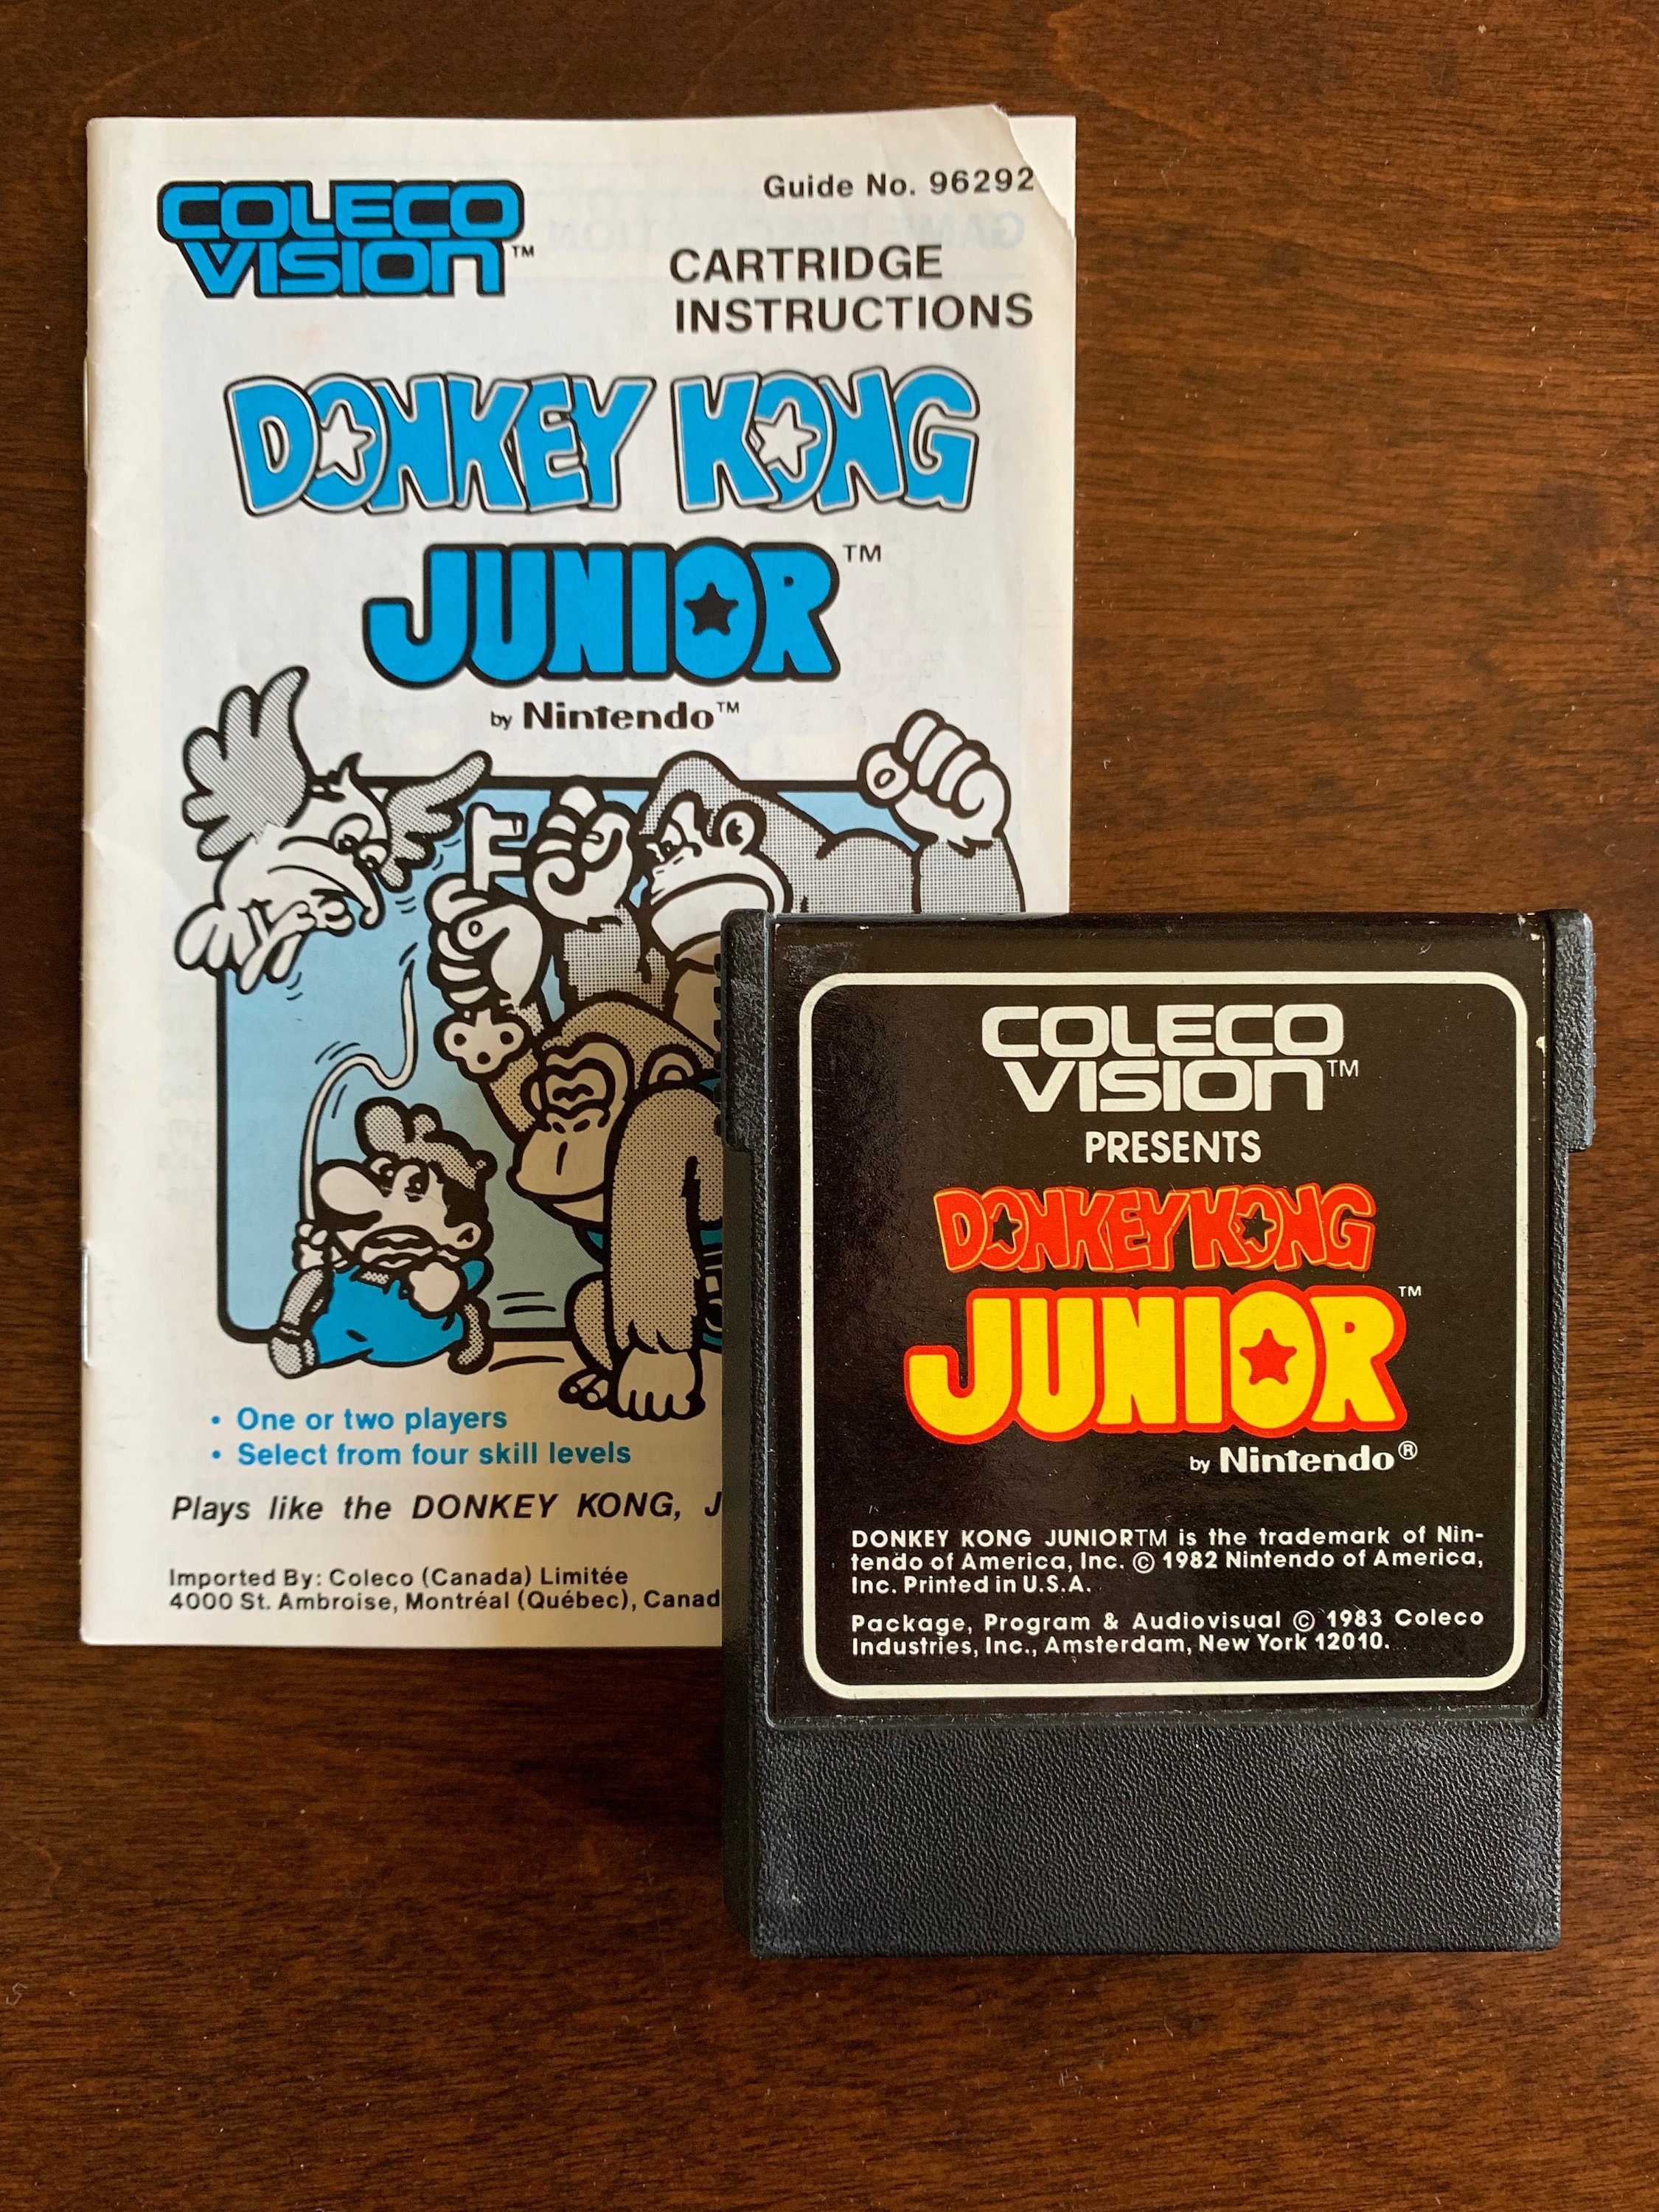 COLECO
VISION™
Guide No. 96292
CARTRIDGE
INSTRUCTIONS
DONKEY KONG
JUNIOR™
by Nintendo™
• One or two players
• Select from four skill levels
Plays like the DONKEY KONG, J
Imported By: Coleco (Canada) Limitée
4000 St. Ambroise, Montréal (Québec), Canad
COLECO
VISION™
PRESENTS
DONKEY KONG
JUNIOR™
by Nintendo®
DONKEY KONG JUNIOR™ is the trademark of Nin-
tendo of America, Inc. © 1982 Nintendo of America,
Inc. Printed in U.S.A.
Package, Program & Audiovisual © 1983 Coleco
Industries, Inc., Amsterdam, New York 12010.